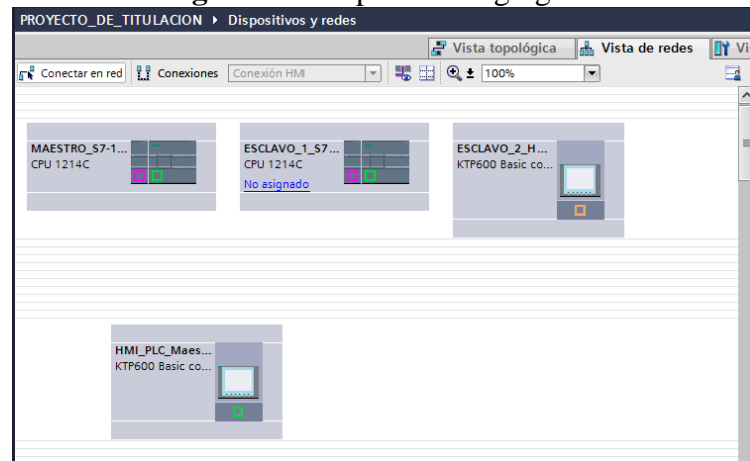 PROYECTO_DE_TITULACION ▸ Dispositivos y redes
Vista topológica Vista de redes Vi
Conectar en red Conexiones Conexión HMI 100%
MAESTRO_S7-1...
CPU 1214C
ESCLAVO_1_S7...
CPU 1214C
No asignado
ESCLAVO_2_H...
KTP600 Basic co...
HMI_PLC_Maes...
KTP600 Basic co...